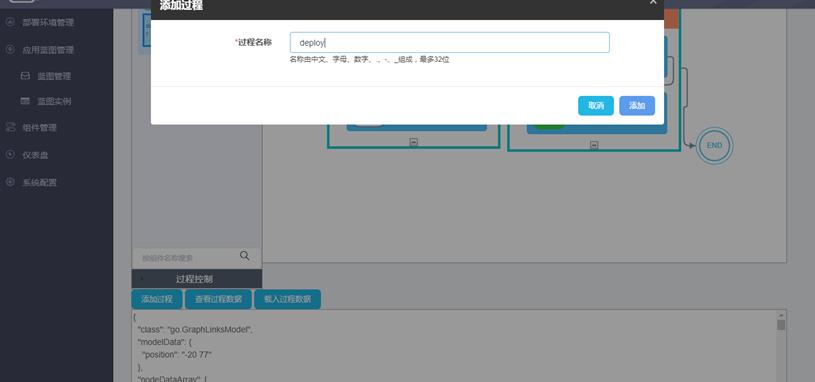 添加过程
×
部署环境管理
应用蓝图管理
蓝图管理
蓝图实例
组件管理
仪表盘
系统配置
*过程名称
deploy
名称由中文、字母、数字、.、-、_组成，最多32位
取消
添加
END
按组件名称搜索
过程控制
添加过程
查看过程数据
载入过程数据
{
"class": "go.GraphLinksModel",
"modelData": {
"position": "-20 77"
},
"nodeDataArray": [